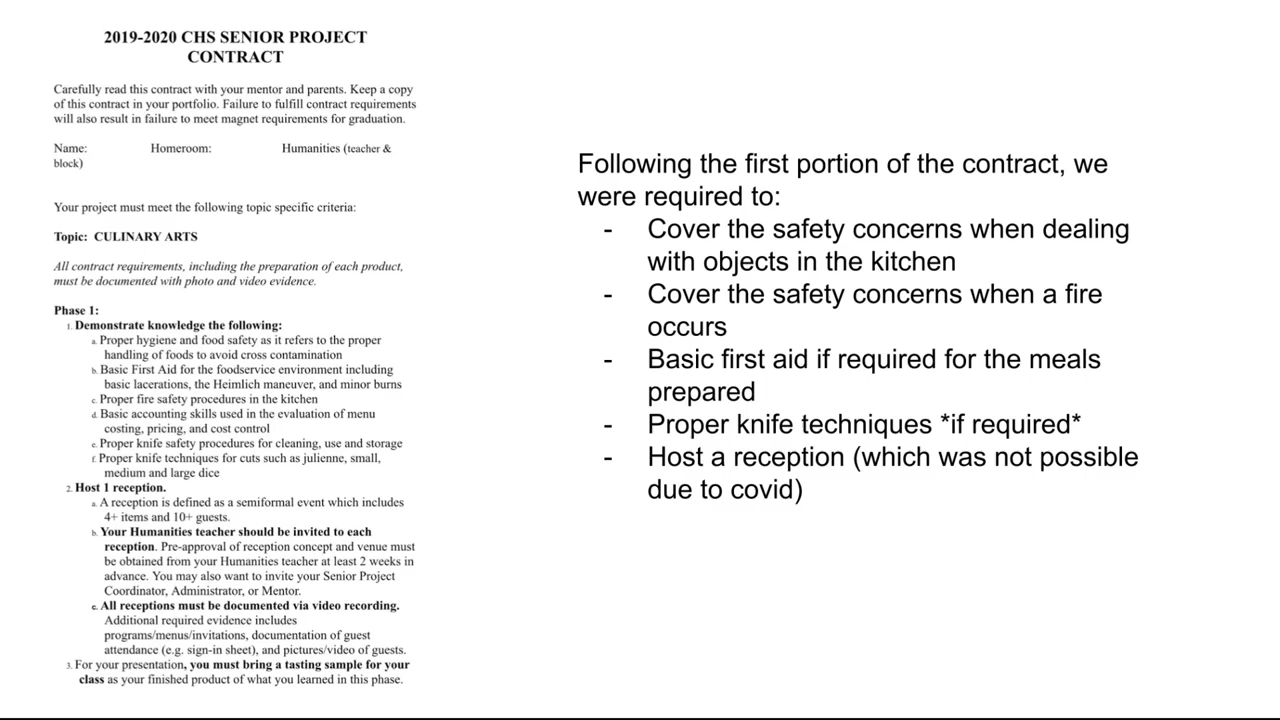 2019-2020 CHS SENIOR PROJECT
CONTRACT
Carefully read this contract with your mentor and parents. Keep a copy
of this contract in your portfolio. Failure to fulfill contract requirements
will also result in failure to meet magnet requirements for graduation.
Name: Homeroom: Humanities (teacher &
block)
Your project must meet the following topic specific criteria:
Topic: CULINARY ARTS
All contract requirements, including the preparation of each product,
must be documented with photo and video evidence.
Phase 1:
1. Demonstrate knowledge the following:
a. Proper hygiene and food safety as it refers to the proper
handling of foods to avoid cross contamination
b. Basic First Aid for the foodservice environment including
basic lacerations, the Heimlich maneuver, and minor burns
c. Proper fire safety procedures in the kitchen
d. Basic accounting skills used in the evaluation of menu
costing, pricing, and cost control
e. Proper knife safety procedures for cleaning, use and storage
f. Proper knife techniques for cuts such as julienne, small,
medium and large dice
2. Host 1 reception.
a. A reception is defined as a semiformal event which includes
4+ items and 10+ guests.
b. Your Humanities teacher should be invited to each
reception. Pre-approval of reception concept and venue must
be obtained from your Humanities teacher at least 2 weeks in
advance. You may also want to invite your Senior Project
Coordinator, Administrator, or Mentor.
c. All receptions must be documented via video recording.
Additional required evidence includes
programs/menus/invitations, documentation of guest
attendance (e.g. sign-in sheet), and pictures/video of guests.
3. For your presentation, you must bring a tasting sample for your
class as your finished product of what you learned in this phase.
Following the first portion of the contract, we
were required to:
- Cover the safety concerns when dealing
with objects in the kitchen
- Cover the safety concerns when a fire
occurs
- Basic first aid if required for the meals
prepared
- Proper knife techniques *if required*
- Host a reception (which was not possible
due to covid)